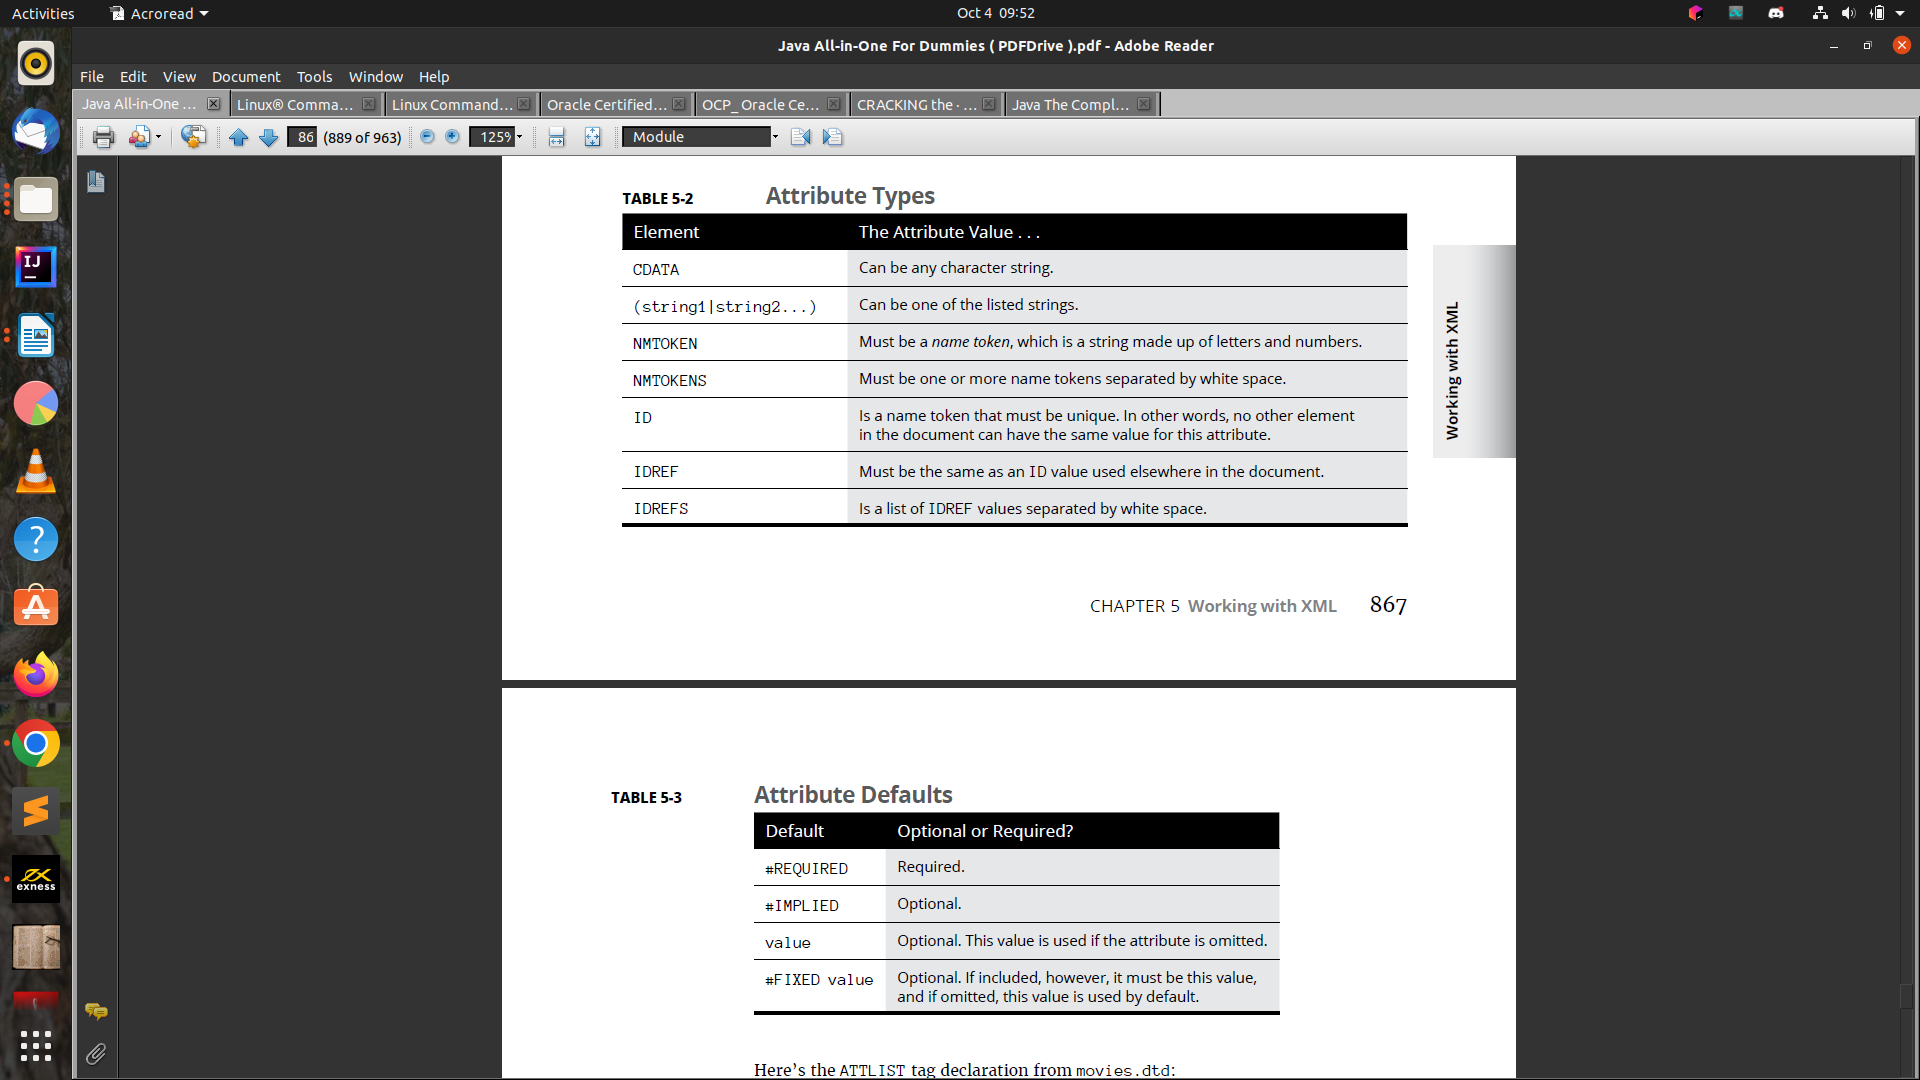 Activities
Acroread
Oct 4 09:52
Java All-in-One For Dummies ( PDFDrive ).pdf - Adobe Reader
File Edit View Document Tools Window Help
Java All-in-One ...
Linux® Comma...
Linux Command...
Oracle Certified...
OCP_ Oracle Ce...
CRACKING the · ...
Java The Compl...
86 (889 of 963)
125%
Module
TABLE 5-2 Attribute Types
Element The Attribute Value . . .
CDATA Can be any character string.
(string1|string2...) Can be one of the listed strings.
NMTOKEN Must be a name token, which is a string made up of letters and numbers.
NMTOKENS Must be one or more name tokens separated by white space.
ID Is a name token that must be unique. In other words, no other element
in the document can have the same value for this attribute.
IDREF Must be the same as an ID value used elsewhere in the document.
IDREFS Is a list of IDREF values separated by white space.
Working with XML
CHAPTER 5 Working with XML 867
TABLE 5-3 Attribute Defaults
Default Optional or Required?
#REQUIRED Required.
#IMPLIED Optional.
value Optional. This value is used if the attribute is omitted.
#FIXED value Optional. If included, however, it must be this value,
and if omitted, this value is used by default.
Here's the ATTLIST tag declaration from movies.dtd:
IJ
exness